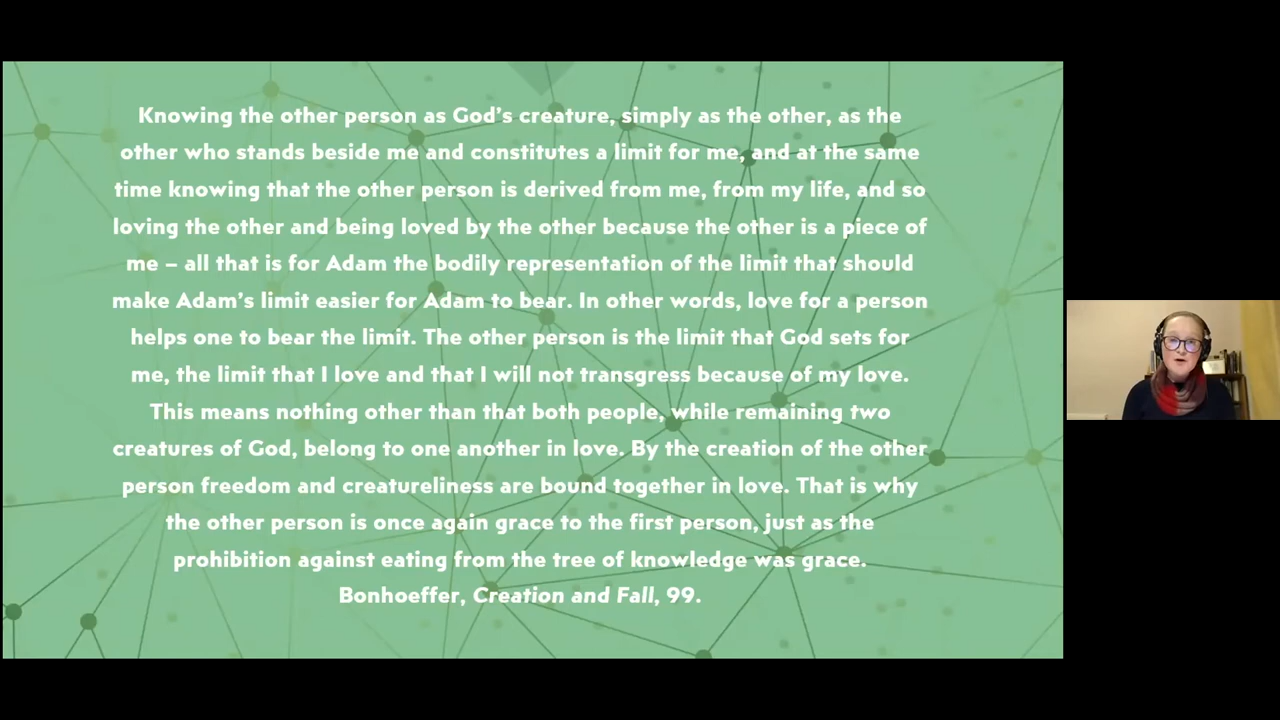 Knowing the other person as God’s creature, simply as the other, as the
other who stands beside me and constitutes a limit for me, and at the same
time knowing that the other person is derived from me, from my life, and so
loving the other and being loved by the other because the other is a piece of
me – all that is for Adam the bodily representation of the limit that should
make Adam’s limit easier for Adam to bear. In other words, love for a person
helps one to bear the limit. The other person is the limit that God sets for
me, the limit that I love and that I will not transgress because of my love.
This means nothing other than that both people, while remaining two
creatures of God, belong to one another in love. By the creation of the other
person freedom and creatureliness are bound together in love. That is why
the other person is once again grace to the first person, just as the
prohibition against eating from the tree of knowledge was grace.
Bonhoeffer, Creation and Fall, 99.